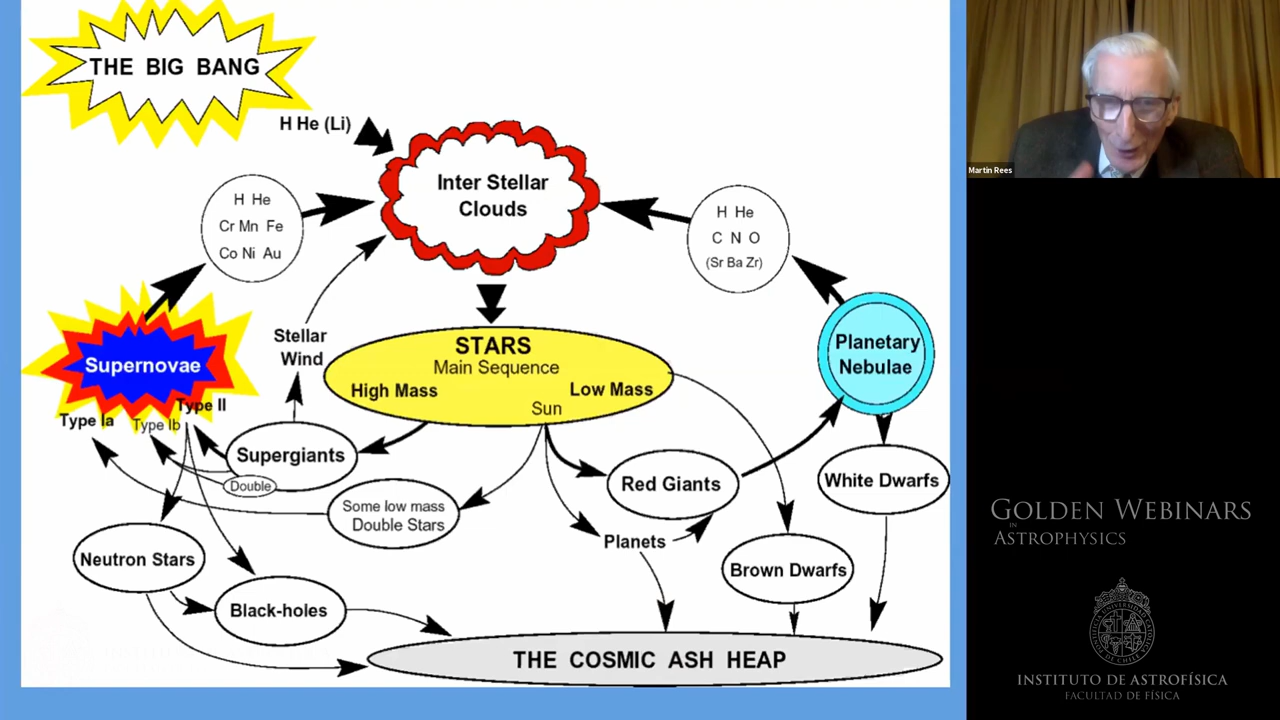 THE BIG BANG
H He (Li)
Inter Stellar
Clouds
H He
Cr Mn Fe
Co Ni Au
H He
C N O
(Sr Ba Zr)
Supernovae
Type Ia
Type Ib
Type II
Stellar
Wind
STARS
Main Sequence
High Mass
Low Mass
Sun
Planetary
Nebulae
Supergiants
Double
Some low mass
Double Stars
Red Giants
White Dwarfs
Planets
Neutron Stars
Black-holes
Brown Dwarfs
THE COSMIC ASH HEAP
Martin Rees
GOLDEN WEBINARS
IN
ASTROPHYSICS
INSTITUTO DE ASTROFÍSICA
FACULTAD DE FÍSICA